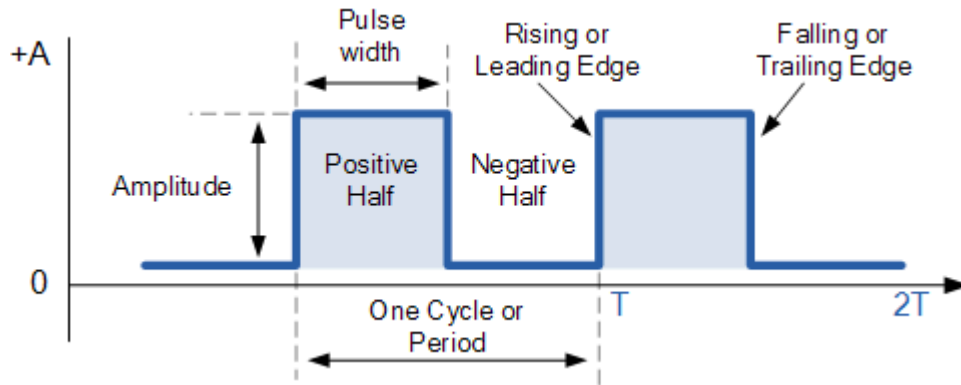 Pulse
width
+A
Rising or
Leading Edge
Falling or
Trailing Edge
Amplitude
Positive
Half
Negative
Half
0
T
2T
One Cycle or
Period